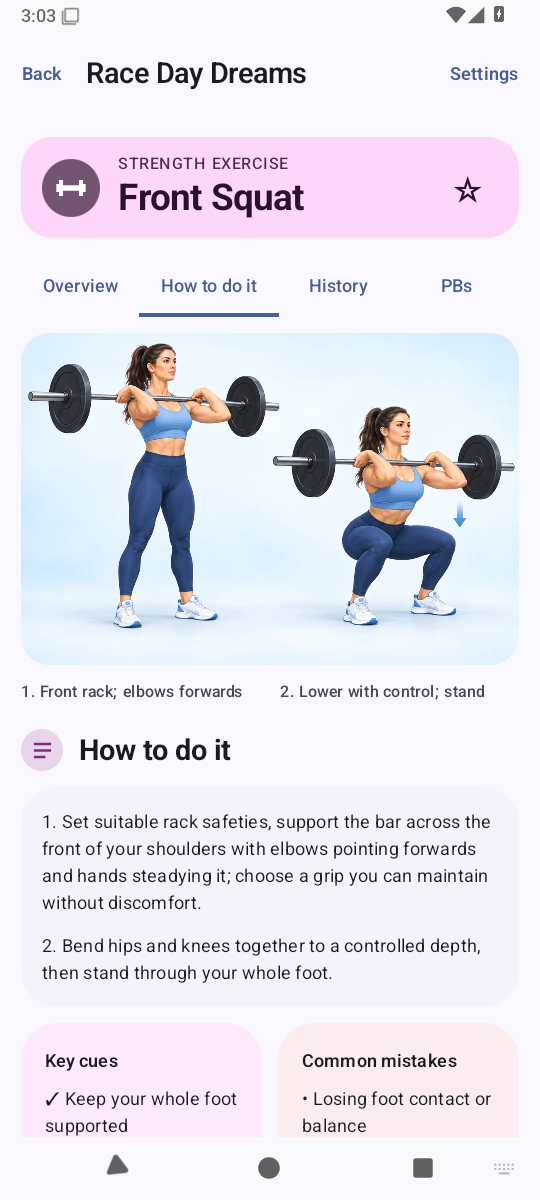 3:03
Back
Race Day Dreams
Settings
STRENGTH EXERCISE
Front Squat
Overview
How to do it
History
PBs
1. Front rack; elbows forwards
2. Lower with control; stand
How to do it
1. Set suitable rack safeties, support the bar across the
front of your shoulders with elbows pointing forwards
and hands steadying it; choose a grip you can maintain
without discomfort.
2. Bend hips and knees together to a controlled depth,
then stand through your whole foot.
Key cues
✓ Keep your whole foot
supported
Common mistakes
• Losing foot contact or
balance